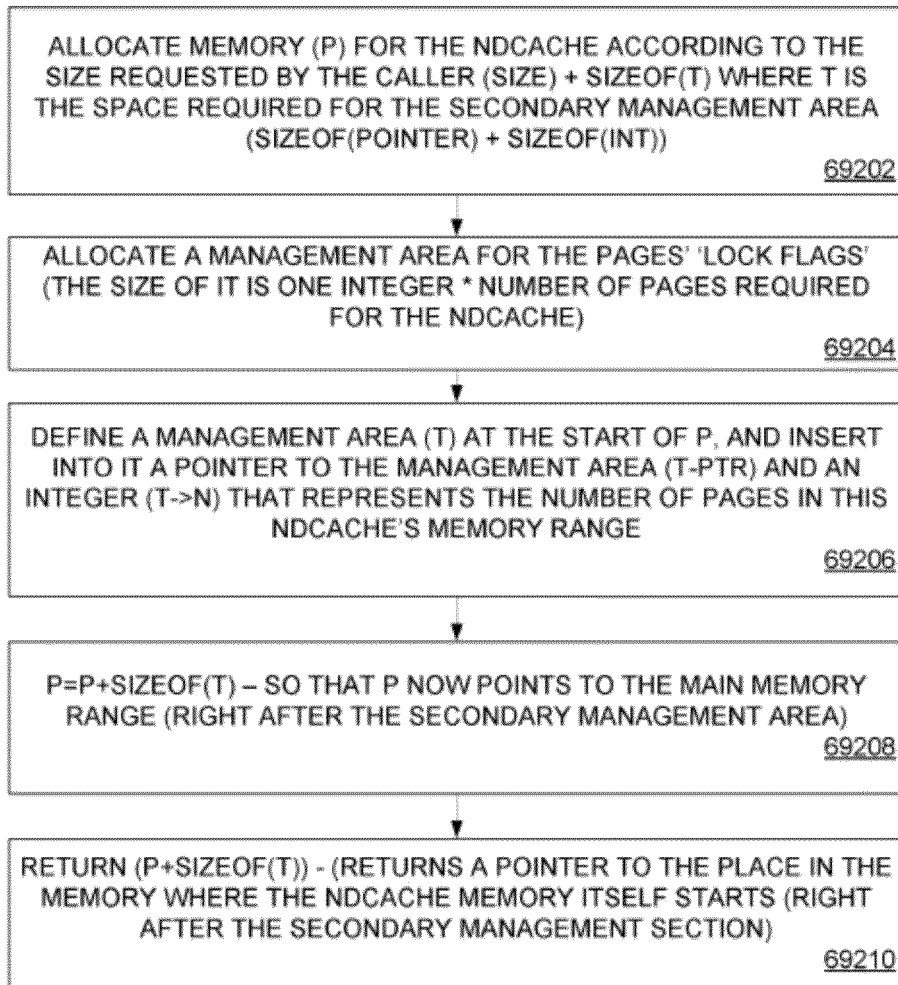 ALLOCATE MEMORY (P) FOR THE NDCACHE ACCORDING TO THE
SIZE REQUESTED BY THE CALLER (SIZE) + SIZEOF(T) WHERE T IS
THE SPACE REQUIRED FOR THE SECONDARY MANAGEMENT AREA
(SIZEOF(POINTER) + SIZEOF(INT))
69202
ALLOCATE A MANAGEMENT AREA FOR THE PAGES' 'LOCK FLAGS'
(THE SIZE OF IT IS ONE INTEGER * NUMBER OF PAGES REQUIRED
FOR THE NDCACHE)
69204
DEFINE A MANAGEMENT AREA (T) AT THE START OF P, AND INSERT
INTO IT A POINTER TO THE MANAGEMENT AREA (T-PTR) AND AN
INTEGER (T->N) THAT REPRESENTS THE NUMBER OF PAGES IN THIS
NDCACHE'S MEMORY RANGE
69206
P=P+SIZEOF(T) – SO THAT P NOW POINTS TO THE MAIN MEMORY
RANGE (RIGHT AFTER THE SECONDARY MANAGEMENT AREA)
69208
RETURN (P+SIZEOF(T)) - (RETURNS A POINTER TO THE PLACE IN THE
MEMORY WHERE THE NDCACHE MEMORY ITSELF STARTS (RIGHT
AFTER THE SECONDARY MANAGEMENT SECTION)
69210